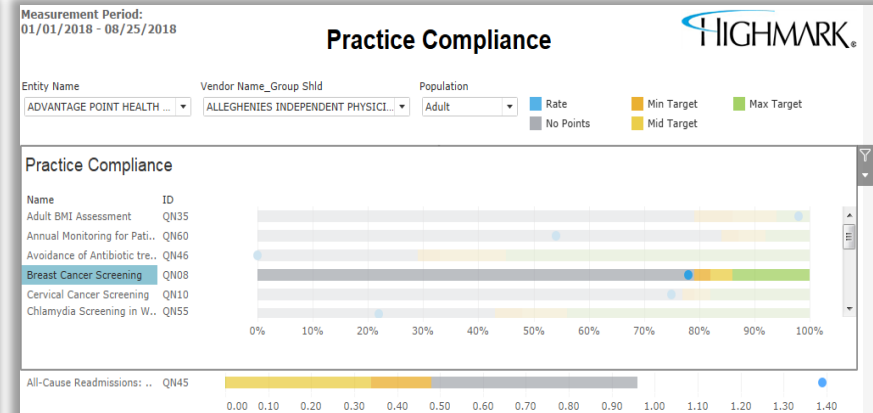 Measurement Period:
01/01/2018 - 08/25/2018
Practice Compliance
HIGHMARK®
Entity Name
Vendor Name_Group Shld
Population
ADVANTAGE POINT HEALTH ...
ALLEGHENIES INDEPENDENT PHYSICI...
Adult
Rate
Min Target
Max Target
No Points
Mid Target
Practice Compliance
Name ID
Adult BMI Assessment QN35
Annual Monitoring for Pati.. QN60
Avoidance of Antibiotic tre.. QN46
Breast Cancer Screening QN08
Cervical Cancer Screening QN10
Chlamydia Screening in W.. QN55
0% 10% 20% 30% 40% 50% 60% 70% 80% 90% 100%
All-Cause Readmissions: .. QN45
0.00 0.10 0.20 0.30 0.40 0.50 0.60 0.70 0.80 0.90 1.00 1.10 1.20 1.30 1.40